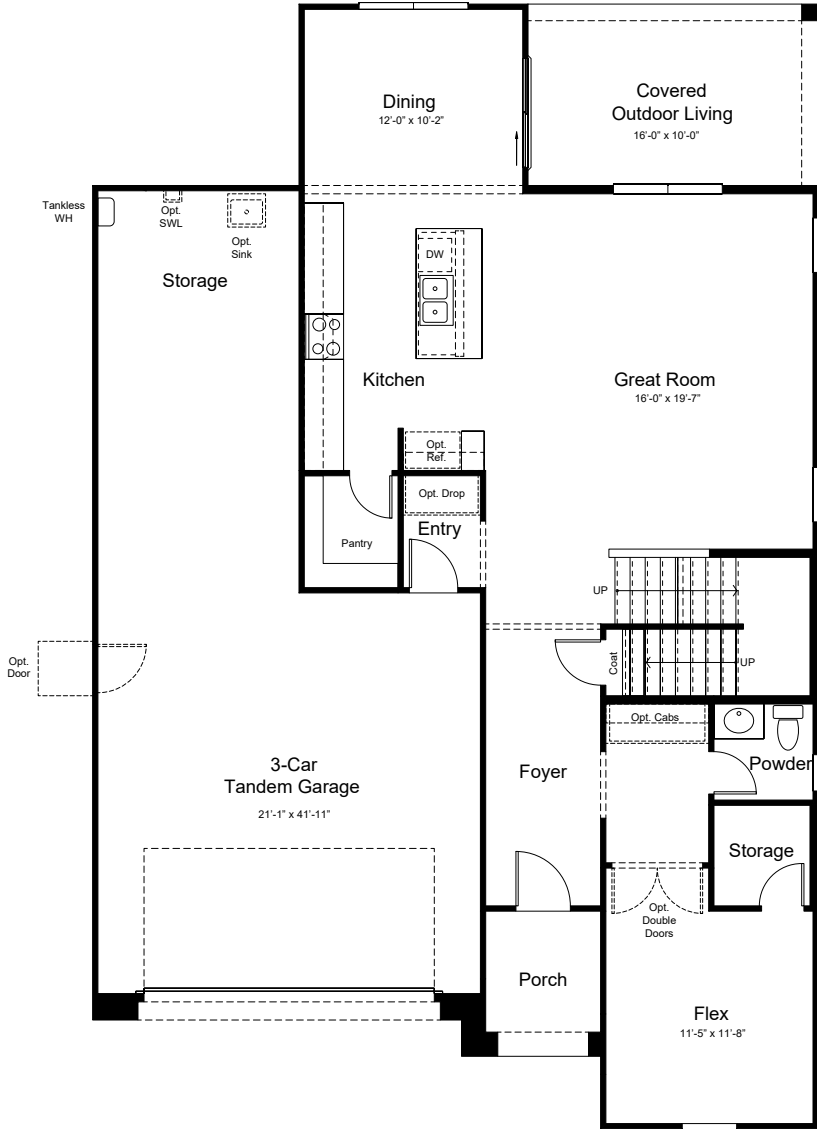 Dining
12'-0" x 10'-2"
Covered
Outdoor Living
16'-0" x 10'-0"
Tankless
WH
Opt.
SWL
Opt.
Sink
Storage
DW
Kitchen
Great Room
16'-0" x 19'-7"
Opt.
Ref.
Opt. Drop
Entry
Pantry
UP
UP
Coat
Opt.
Door
Opt. Cabs
Powder
Foyer
3-Car
Tandem Garage
21'-1" x 41'-11"
Storage
Opt.
Double
Doors
Porch
Flex
11'-5" x 11'-8"